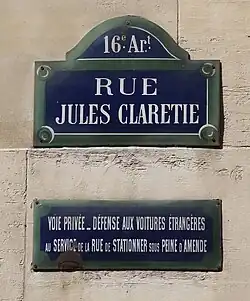 16e Art
RUE
JULES CLARETIE
VOIE PRIVÉE _ DÉFENSE AUX VOITURES ÉTRANGÈRES
AU SERVICE DE LA RUE DE STATIONNER SOUS PEINE D'AMENDE